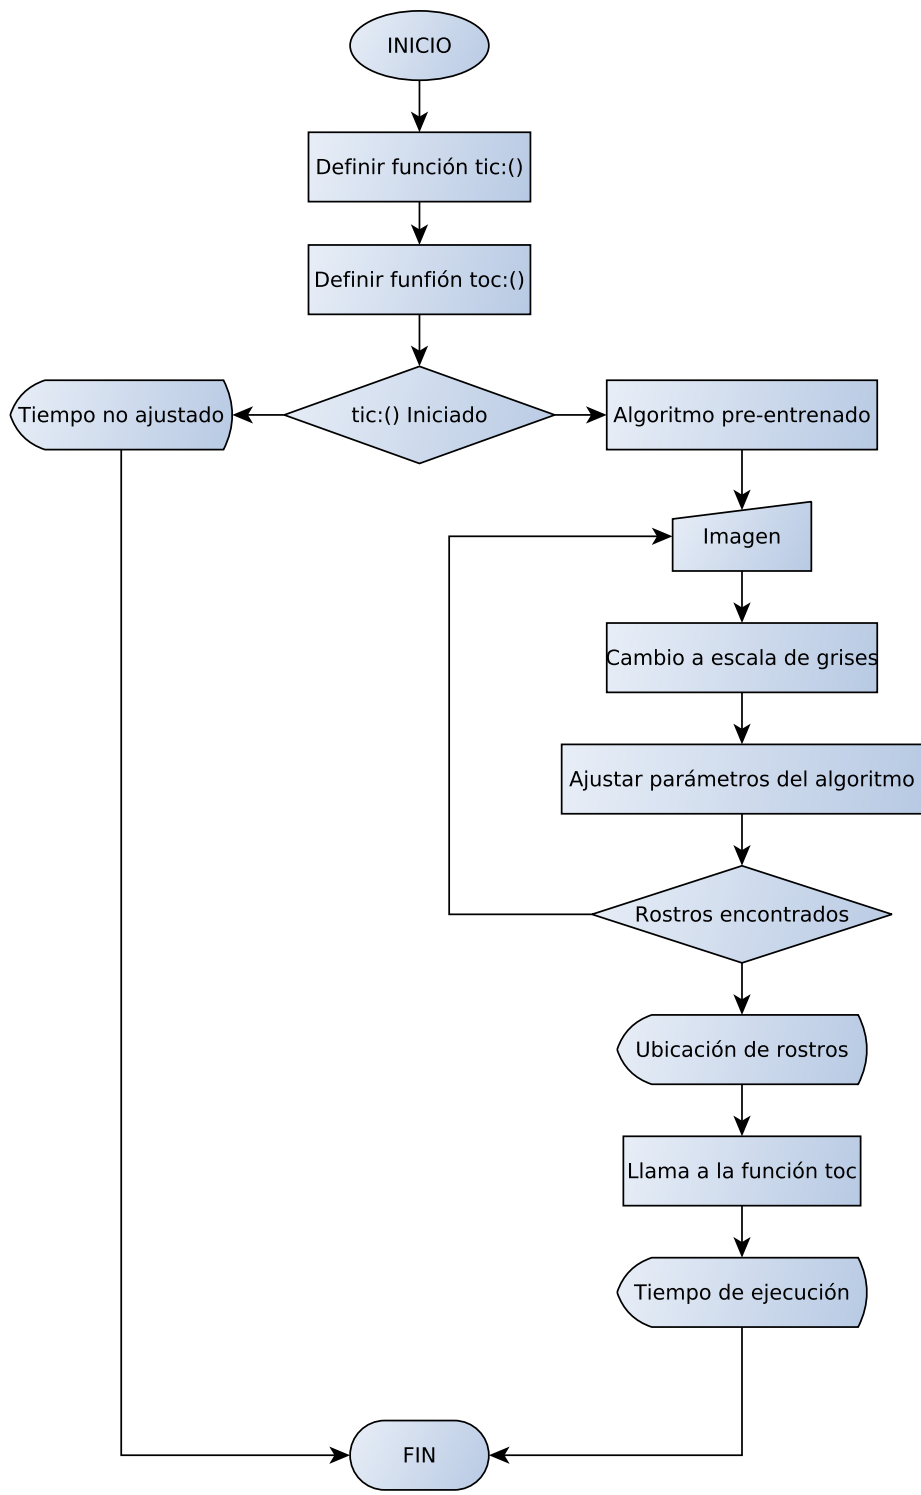 INICIO
Definir función tic:()
Definir funfión toc:()
Tiempo no ajustado
tic:() Iniciado
Algoritmo pre-entrenado
Imagen
Cambio a escala de grises
Ajustar parámetros del algoritmo
Rostros encontrados
Ubicación de rostros
Llama a la función toc
Tiempo de ejecución
FIN